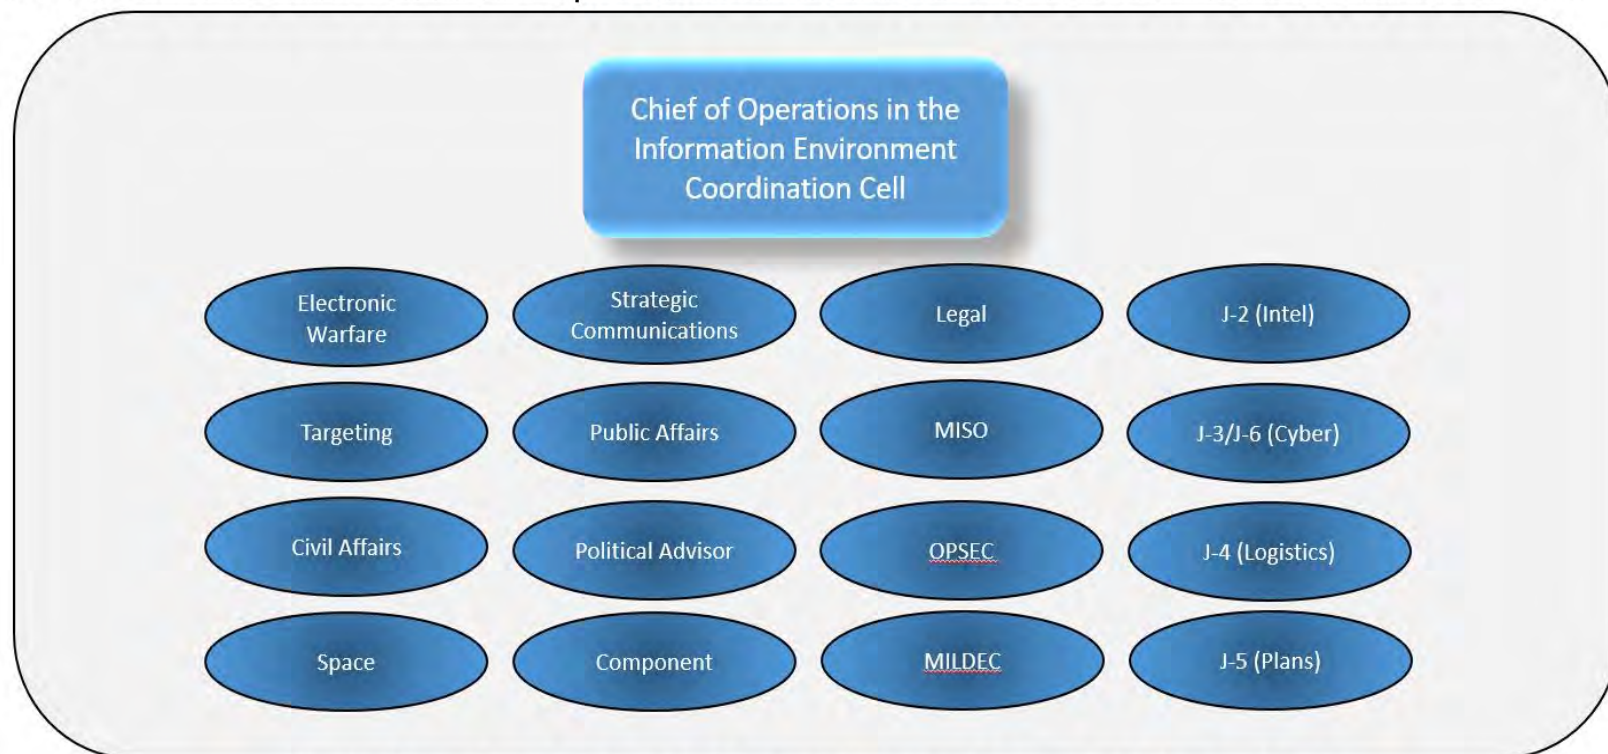 Chief of Operations in the
Information Environment
Coordination Cell
Electronic
Warfare
Strategic
Communications
Legal
J-2 (Intel)
Targeting
Public Affairs
MISO
J-3/J-6 (Cyber)
Civil Affairs
Political Advisor
OPSEC
J-4 (Logistics)
Space
Component
MILDEC
J-5 (Plans)